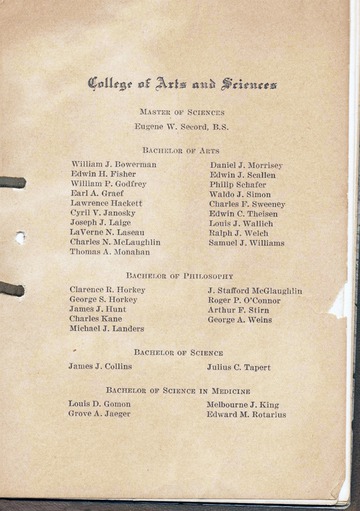 College of Arts and Sciences
Master of Sciences
Eugene W. Secord, B.S.
Bachelor of Arts
William J. Bowerman
Edwin H. Fisher
William P. Godfrey
Earl A. Graef
Lawrence Hackett
Cyril V. Janosky
Joseph J. Laige
LaVerne N. Laseau
Charles N. McLaughlin
Thomas A. Monahan
Daniel J. Morrisey
Edwin J. Scallen
Philip Schafer
Waldo J. Simon
Charles F. Sweeney
Edwin C. Theisen
Louis J. Wallich
Ralph J. Welch
Samuel J. Williams
Bachelor of Philosophy
Clarence R. Horkey
George S. Horkey
James J. Hunt
Charles Kane
Michael J. Landers
J. Stafford McGlaughlin
Roger P. O'Connor
Arthur F. Stirn
George A. Weins
Bachelor of Science
James J. Collins
Julius C. Tapert
Bachelor of Science in Medicine
Louis D. Gomon
Grove A. Jaeger
Melbourne J. King
Edward M. Rotarius